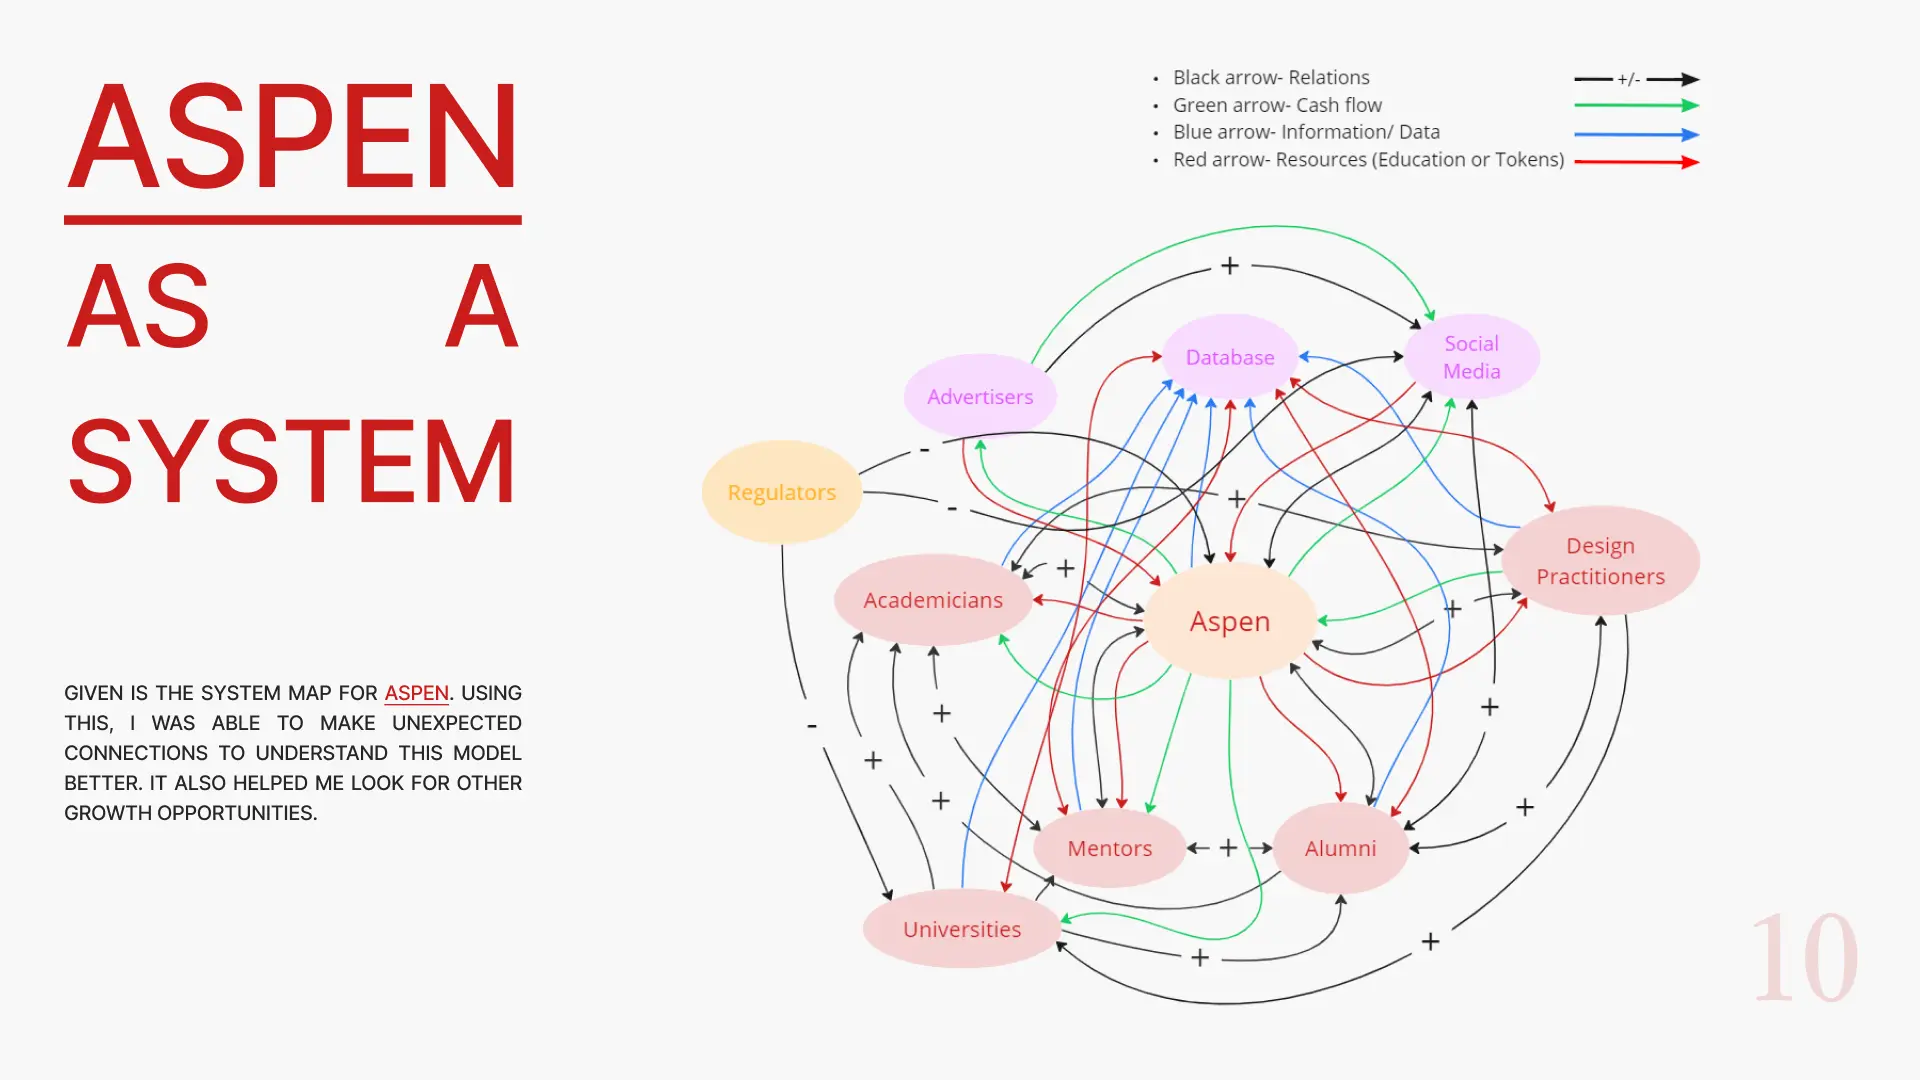 ASPEN
AS A
SYSTEM
GIVEN IS THE SYSTEM MAP FOR ASPEN. USING
THIS, I WAS ABLE TO MAKE UNEXPECTED
CONNECTIONS TO UNDERSTAND THIS MODEL
BETTER. IT ALSO HELPED ME LOOK FOR OTHER
GROWTH OPPORTUNITIES.
• Black arrow- Relations +/-
• Green arrow- Cash flow
• Blue arrow- Information/ Data
• Red arrow- Resources (Education or Tokens)
+
Social
Media
Database
Advertisers
-
Regulators
+
-
Design
Practitioners
+
Academicians
+
Aspen
+
+
-
+
+
+
Mentors
+
Alumni
Universities
+
+
10